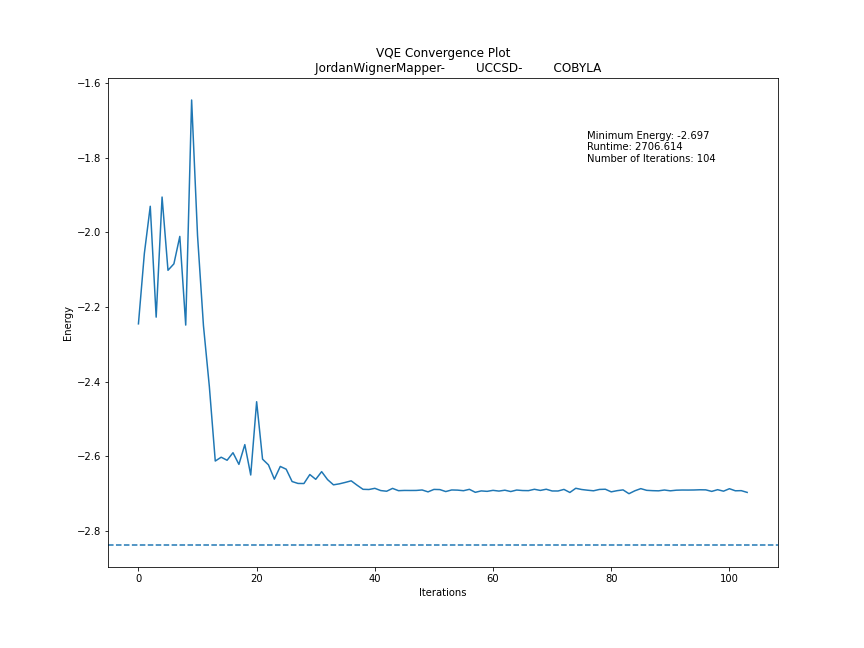 VQE Convergence Plot
JordanWignerMapper- UCCSD- COBYLA
Minimum Energy: -2.697
Runtime: 2706.614
Number of Iterations: 104
Energy
−1.6
−1.8
−2.0
−2.2
−2.4
−2.6
−2.8
0 20 40 60 80 100
Iterations